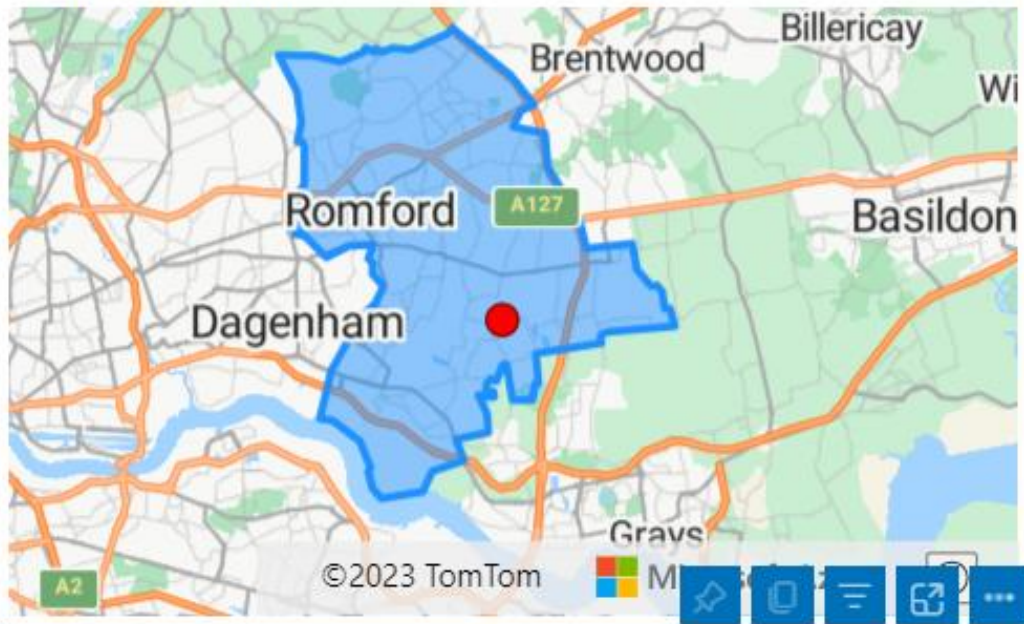 Billericay
Brentwood
Wi
Romford
A127
Basildon
Dagenham
Grays
©2023 TomTom
A2